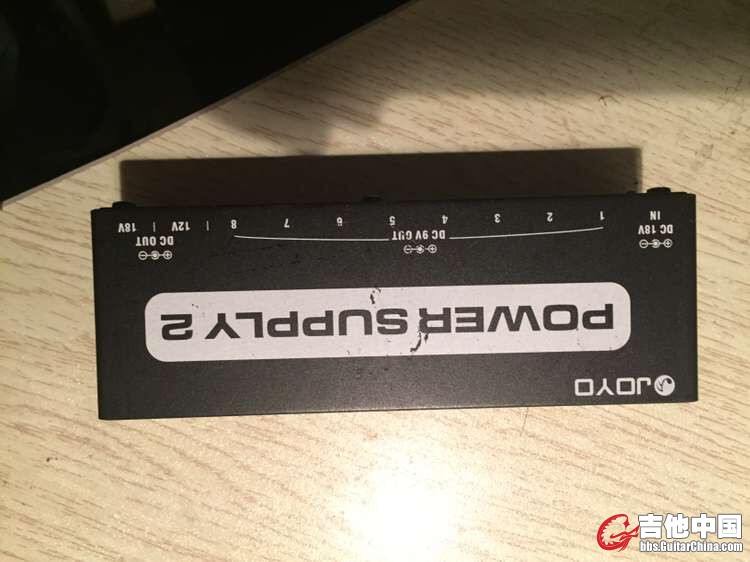 JOYO
POWER SUPPLY 2
DC 18V
IN
DC 9V OUT
1 2 3 4 5 6 7 8 | 12V | 18V
DC OUT
吉他中国
bbs.GuitarChina.com